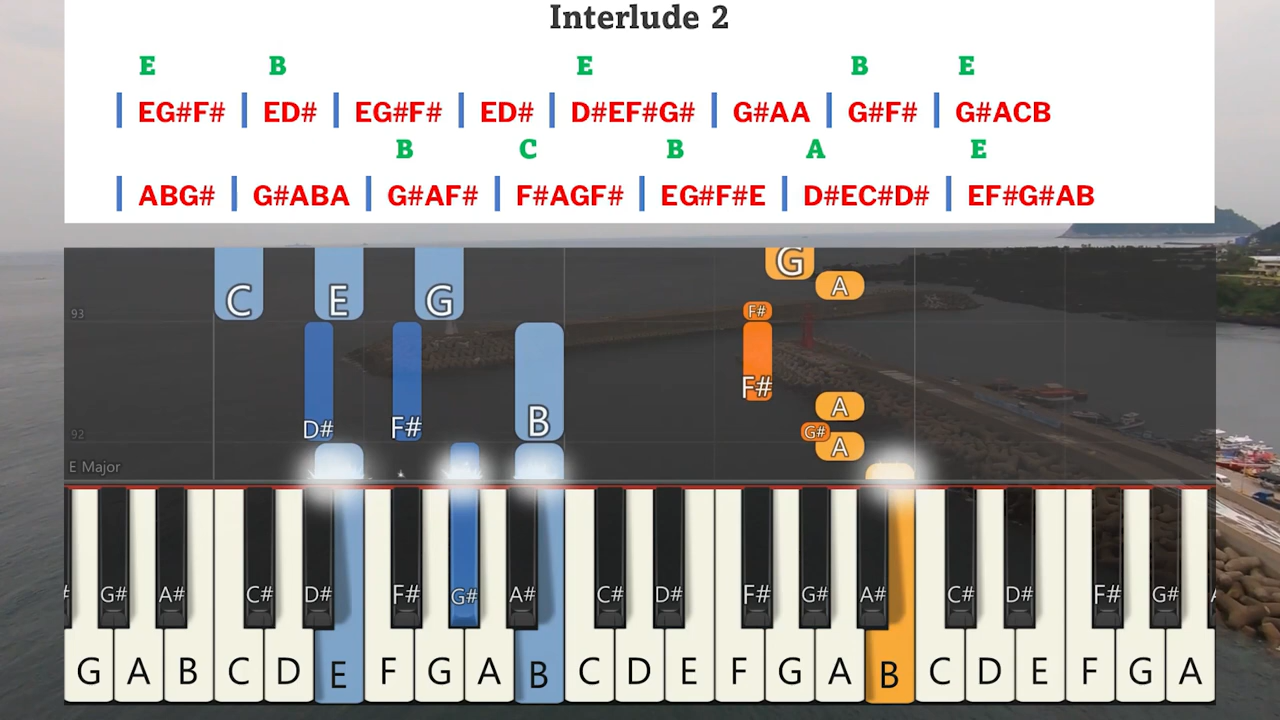 Interlude 2
E B E B E
| EG#F# | ED# | EG#F# | ED# | D#EF#G# | G#AA | G#F# | G#ACB
B C B A E
| ABG# | G#ABA | G#AF# | F#AGF# | EG#F#E | D#EC#D# | EF#G#AB
G
C E G A
93 F#
D# F# B F# A
G# A
92
E Major
G# A# C# D# F# G# A# C# D# F# G# A# C# D# F# G#
G A B C D E F G A B C D E F G A B C D E F G A